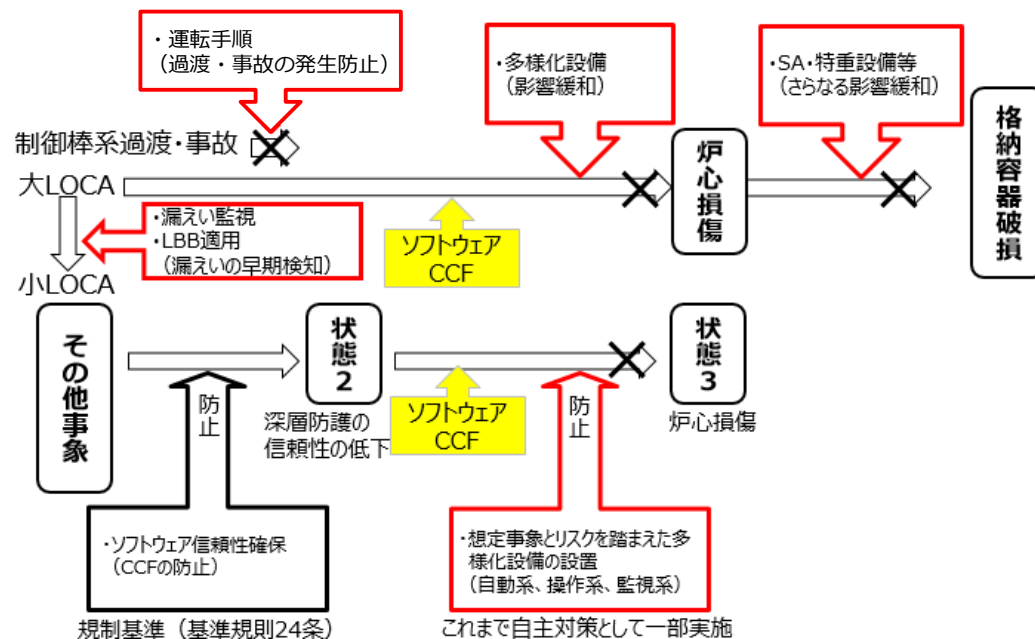 ・運転手順
（過渡・事故の発生防止）
・多様化設備
（影響緩和）
・SA・特重設備等
（さらなる影響緩和）
制御棒系過渡・事故
大LOCA
炉心損傷
格納容器破損
・漏えい監視
・LBB適用
（漏えいの早期検知）
ソフトウェア
CCF
小LOCA
その他事象
状態２
状態３
防止
ソフトウェア
CCF
防止
深層防護の
信頼性の低下
炉心損傷
・ソフトウェア信頼性確保
（CCFの防止）
・想定事象とリスクを踏まえた多
様化設備の設置
（自動系、操作系、監視系）
規制基準（基準規則24条）
これまで自主対策として一部実施